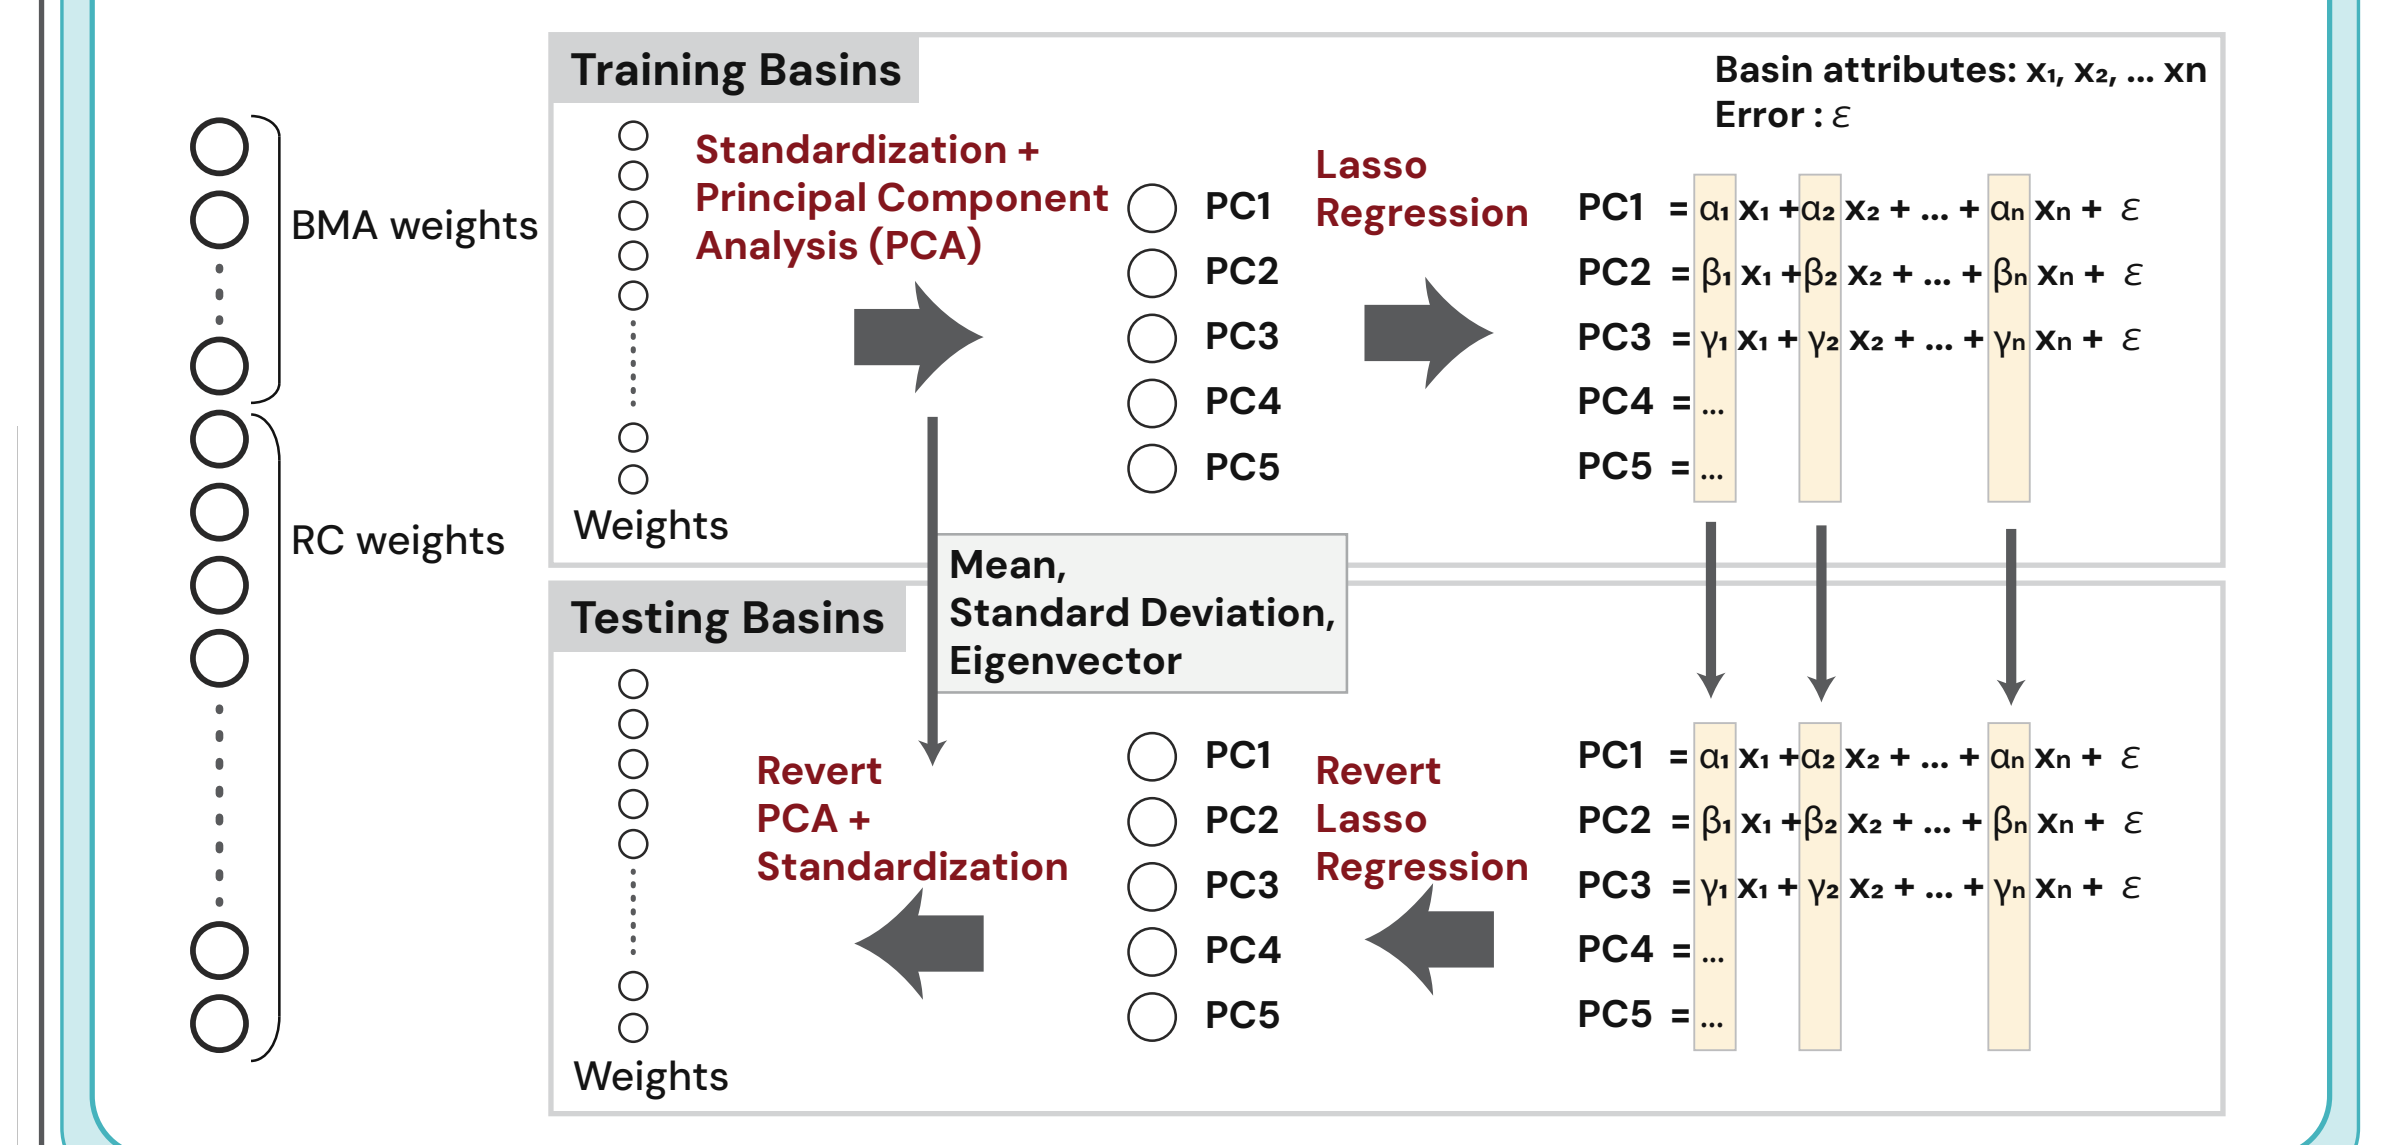 BMA weights
RC weights
Training Basins
Weights
Standardization +
Principal Component
Analysis (PCA)
PC1
PC2
PC3
PC4
PC5
Lasso
Regression
Basin attributes: x₁, x₂, ... xn
Error : ε
PC1 = α₁ x₁ +α₂ x₂ + ... + αn xn + ε
PC2 = β₁ x₁ +β₂ x₂ + ... + βn xn + ε
PC3 = γ₁ x₁ + γ₂ x₂ + ... + γn xn + ε
PC4 = ...
PC5 = ...
Mean,
Standard Deviation,
Eigenvector
Testing Basins
Weights
Revert
PCA +
Standardization
PC1
PC2
PC3
PC4
PC5
Revert
Lasso
Regression
PC1 = α₁ x₁ +α₂ x₂ + ... + αn xn + ε
PC2 = β₁ x₁ +β₂ x₂ + ... + βn xn + ε
PC3 = γ₁ x₁ + γ₂ x₂ + ... + γn xn + ε
PC4 = ...
PC5 = ...